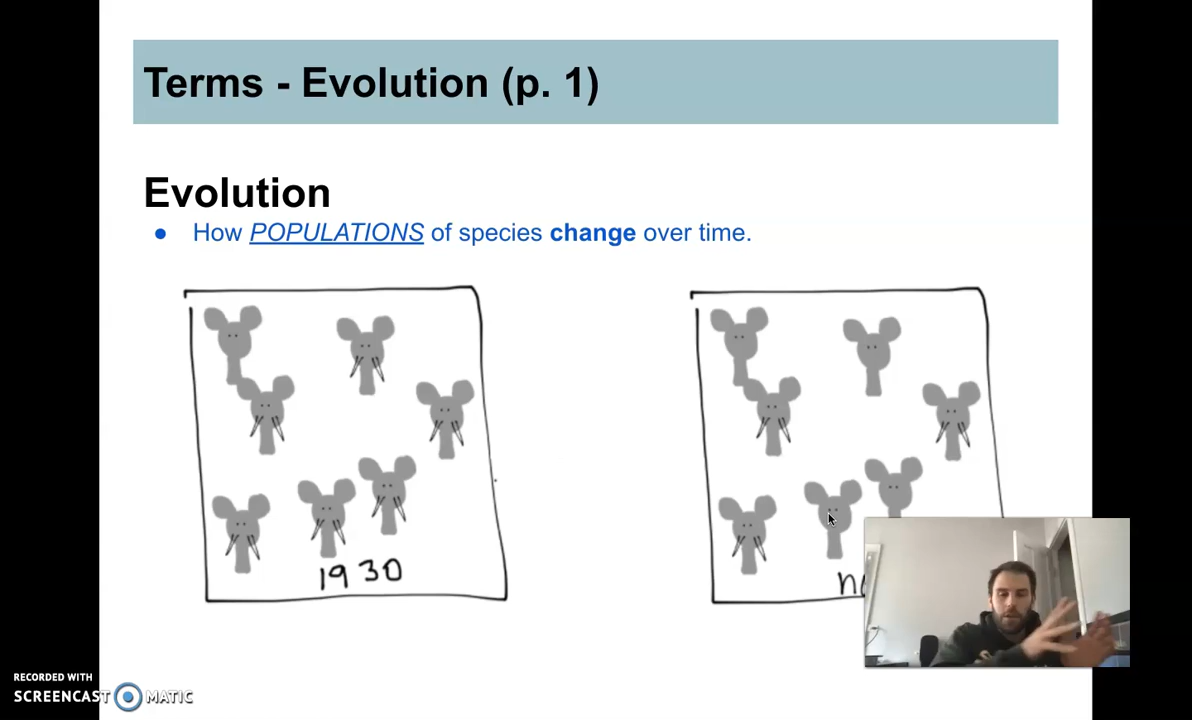 Terms - Evolution (p. 1)
Evolution
● How POPULATIONS of species change over time.
1930
RECORDED WITH
SCREENCAST MATIC